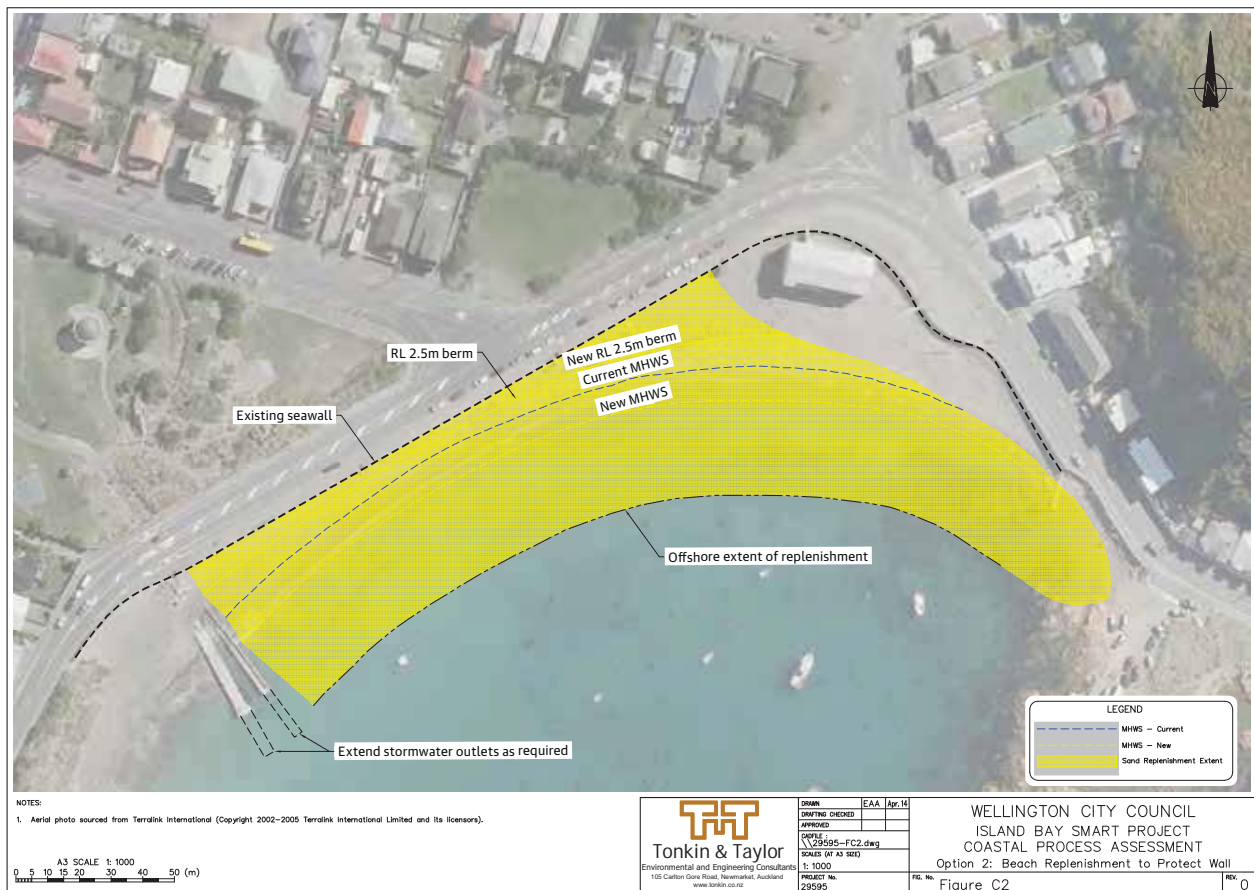 RL 2.5m berm
New RL 2.5m berm
Current MHWS
New MHWS
Existing seawall
Offshore extent of replenishment
Extend stormwater outlets as required
LEGEND
MHWS – Current
MHWS – New
Sand Replenishment Extent
NOTES:
1. Aerial photo sourced from Terralink International (Copyright 2002–2005 Terralink International Limited and its licensors).
A3 SCALE 1: 1000
0 5 10 15 20 30 40 50 (m)
Tonkin & Taylor
Environmental and Engineering Consultants
105 Carlton Gore Road, Newmarket, Auckland
www.tonkin.co.nz
DRAWN EAA Apr.14
DRAFTING CHECKED
APPROVED
CADFILE :
\\29595-FC2.dwg
SCALES (AT A3 SIZE)
1: 1000
PROJECT No.
29595
WELLINGTON CITY COUNCIL
ISLAND BAY SMART PROJECT
COASTAL PROCESS ASSESSMENT
Option 2: Beach Replenishment to Protect Wall
FIG. No. Figure C2
REV. 0